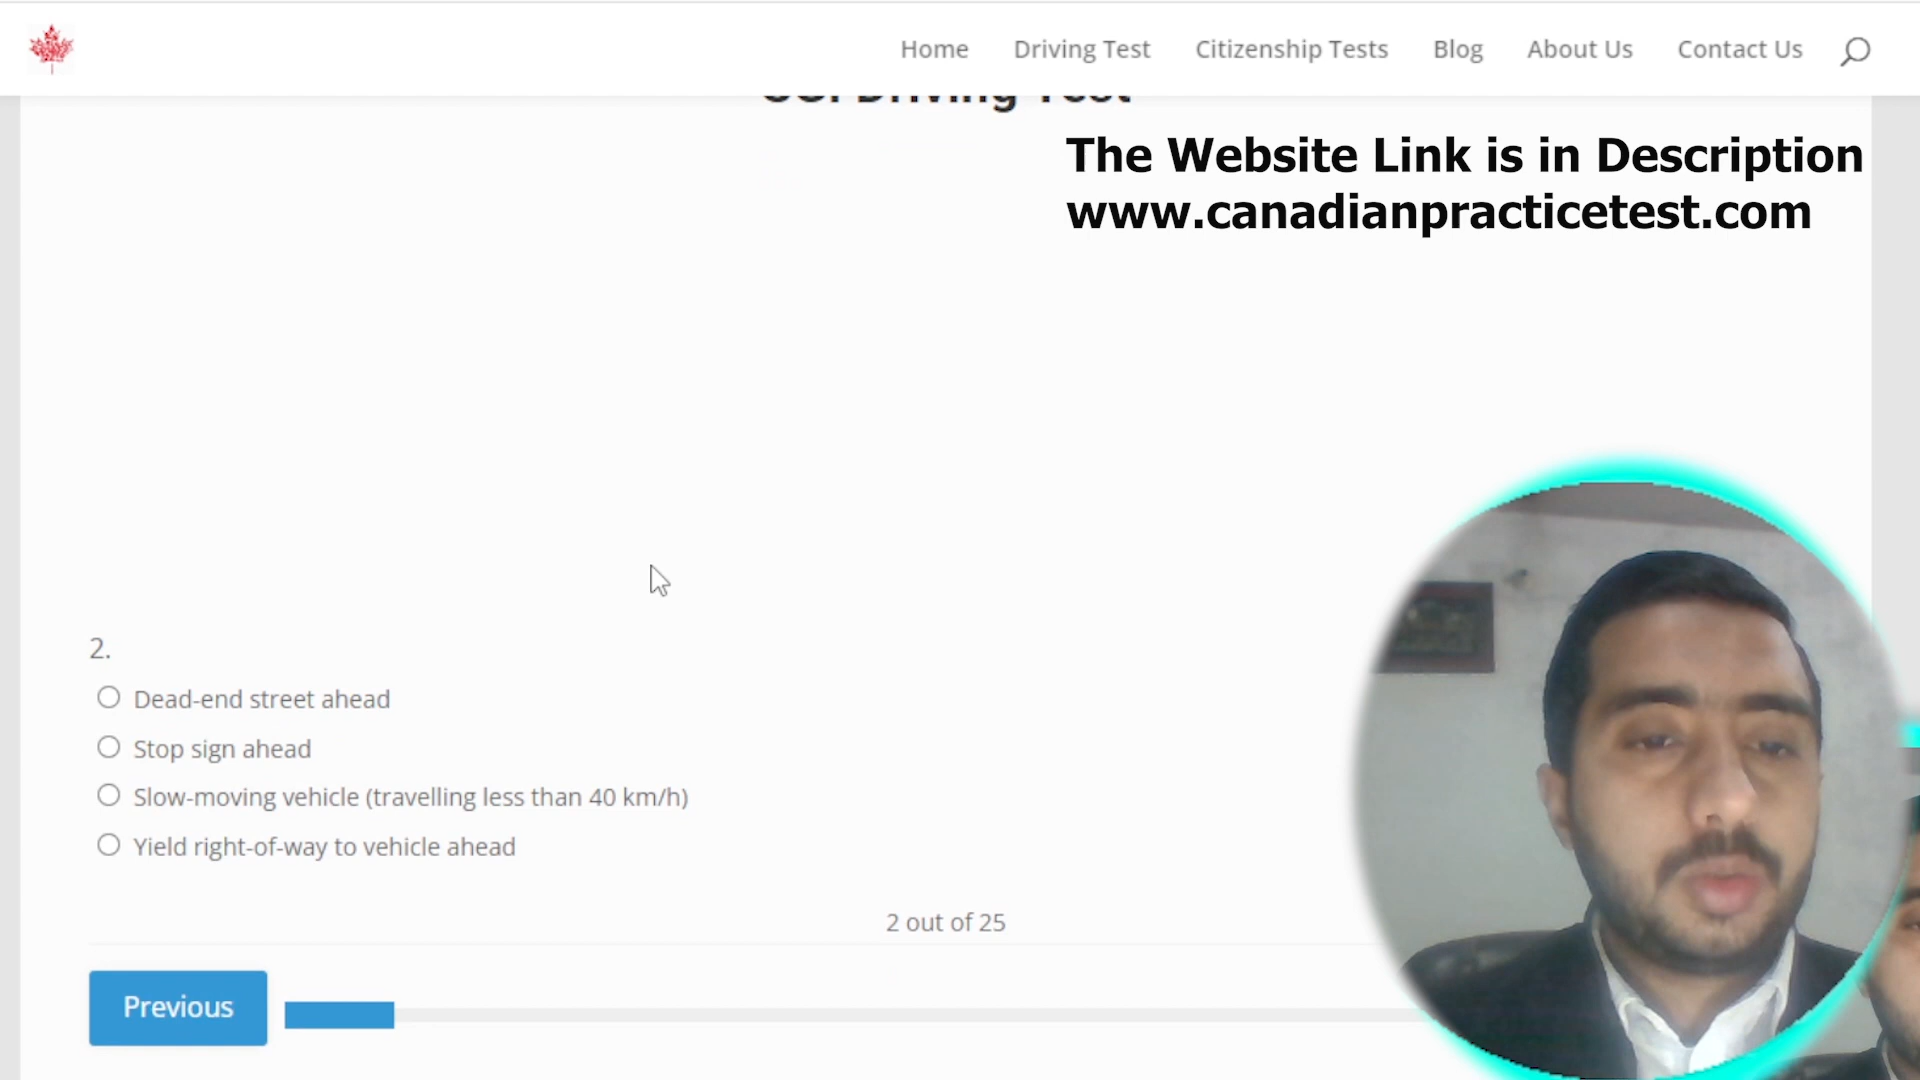 Home Driving Test Citizenship Tests Blog About Us Contact Us
Driving Test
The Website Link is in Description
www.canadianpracticetest.com
2.
Dead-end street ahead
Stop sign ahead
Slow-moving vehicle (travelling less than 40 km/h)
Yield right-of-way to vehicle ahead
2 out of 25
Previous